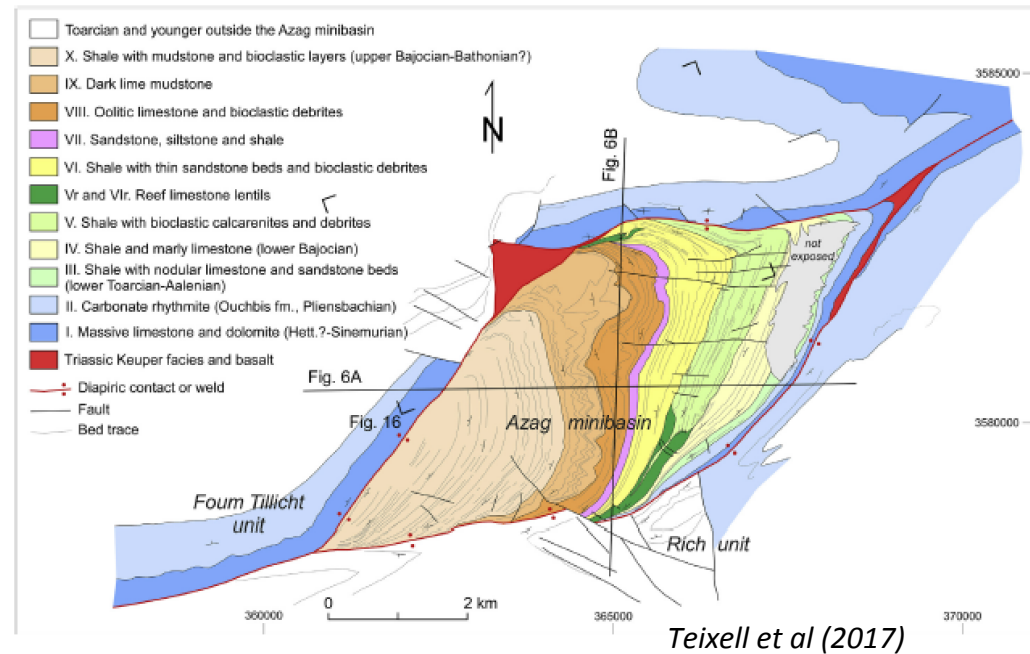 Toarcian and younger outside the Azag minibasin
X. Shale with mudstone and bioclastic layers (upper Bajocian-Bathonian?)
IX. Dark lime mudstone
VIII. Oolitic limestone and bioclastic debrites
VII. Sandstone, siltstone and shale
VI. Shale with thin sandstone beds and bioclastic debrites
Vr and VIr. Reef limestone lentils
V. Shale with bioclastic calcarenites and debrites
IV. Shale and marly limestone (lower Bajocian)
III. Shale with nodular limestone and sandstone beds
(lower Toarcian-Aalenian)
II. Carbonate rhythmite (Ouchbis fm., Pliensbachian)
I. Massive limestone and dolomite (Hett.?-Sinemurian)
Triassic Keuper facies and basalt
Diapiric contact or weld
Fault
Bed trace
N
Fig. 6B
3585000
not
exposed
Fig. 6A
Fig. 16
Azag minibasin
3580000
Foum Tillicht
unit
Rich unit
0 2 km
360000
365000
370000
Teixell et al (2017)